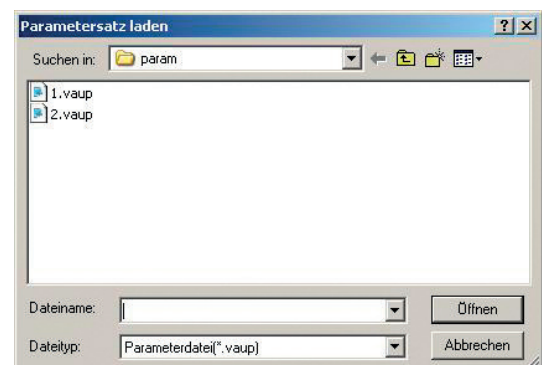 Parametersatz laden
Suchen in: param
1.vaup
2.vaup
Dateiname: Öffnen
Dateityp: Parameterdatei(*.vaup) Abbrechen